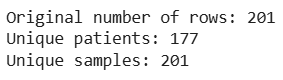 Original number of rows: 201
Unique patients: 177
Unique samples: 201